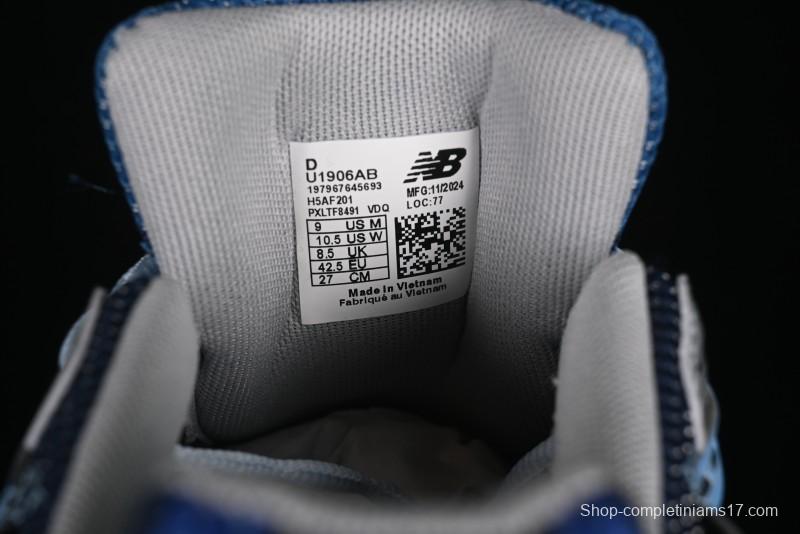 D
U1906AB
197967645693
H5AF201
PXLTF8491 VDQ
NB
MFG:11/2024
LOC:77
9 US M
10.5 US W
8.5 UK
42.5 EU
27 CM
Made in Vietnam
Fabriqué au Vietnam
Shop-completiniams17.com